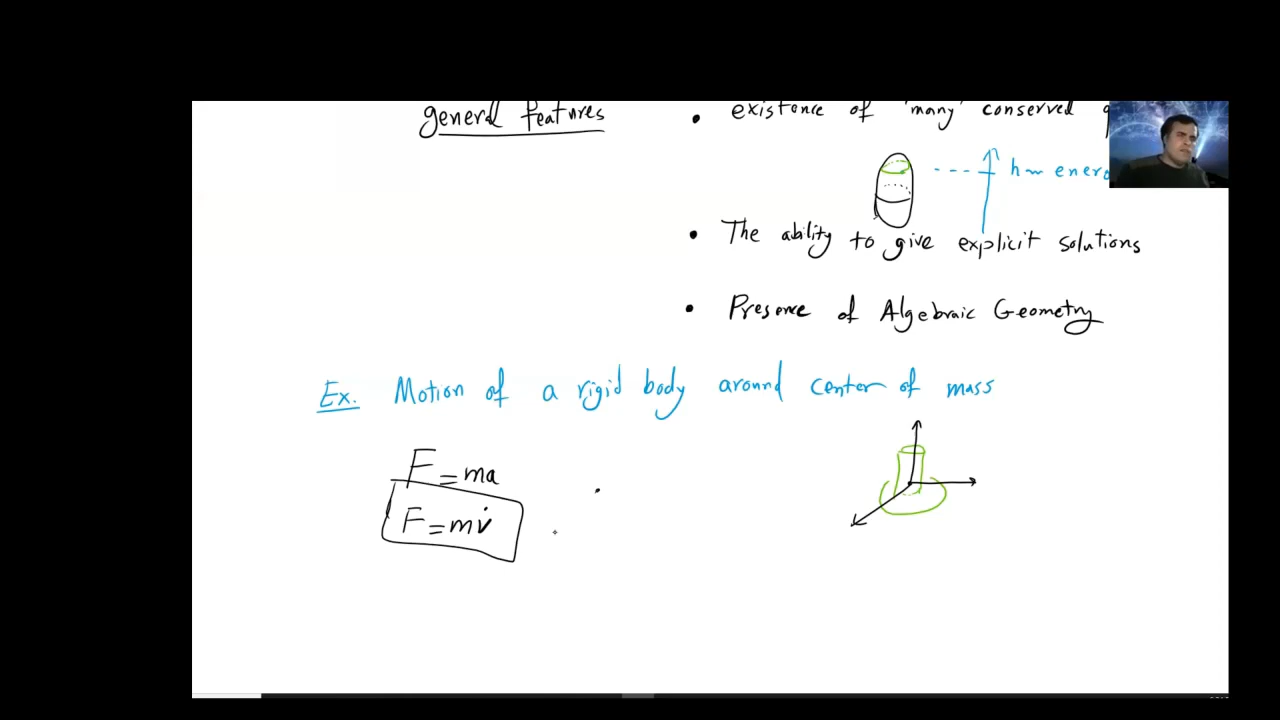 general features
• existence of 'many' conserved q
--- h ~ energ
• The ability to give explicit solutions
• Presence of Algebraic Geometry
Ex. Motion of a rigid body around center of mass
F = ma
F = mv̇